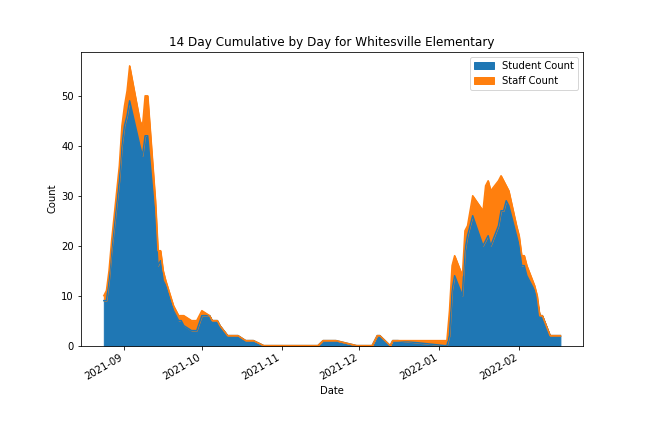 14 Day Cumulative by Day for Whitesville Elementary
Student Count
Staff Count
Count
50
40
30
20
10
0
2021-09
2021-10
2021-11
2021-12
2022-01
2022-02
Date